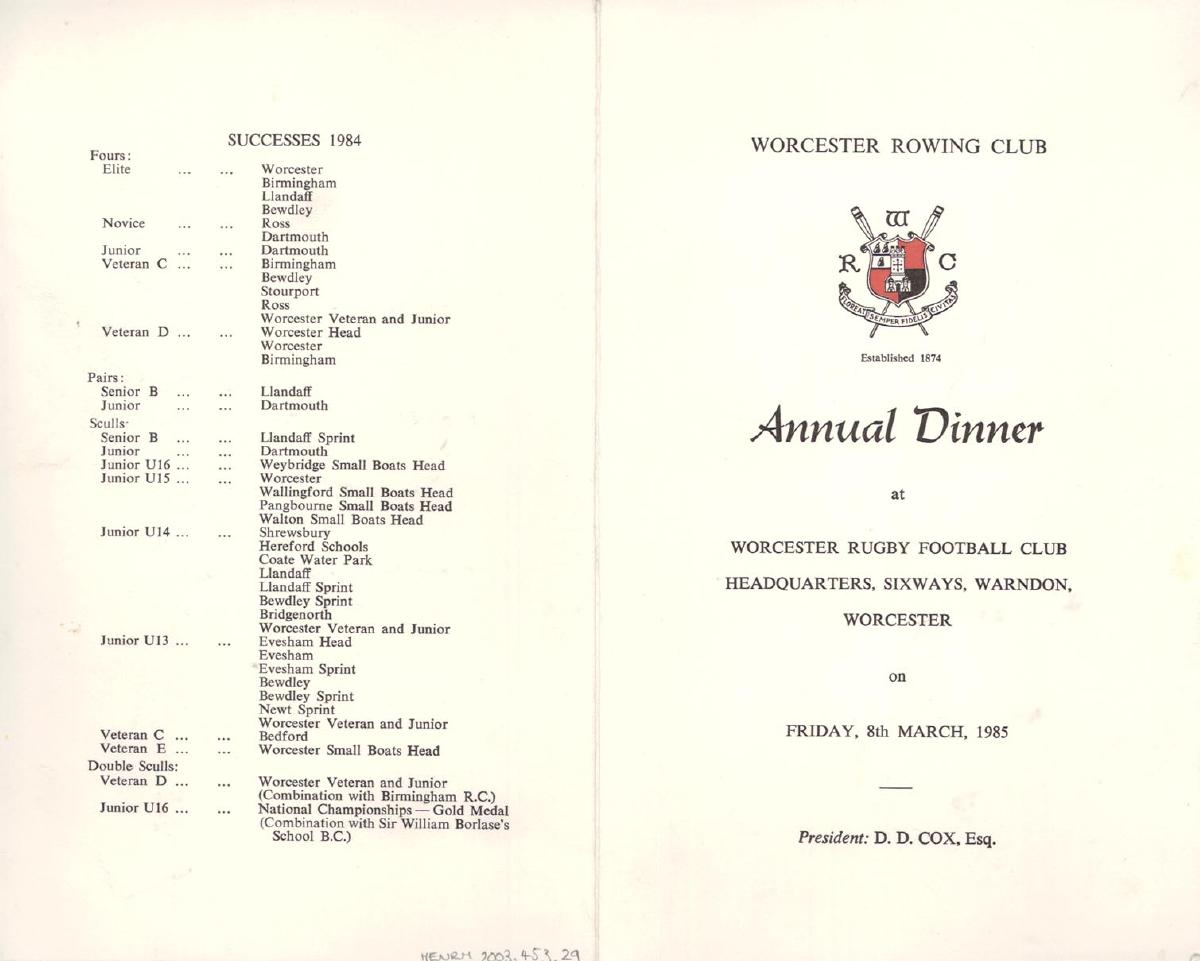 SUCCESSES 1984
Fours:
Elite ... ... Worcester
Birmingham
Llandaff
Bewdley
Novice ... ... Ross
Dartmouth
Junior ... ... Dartmouth
Veteran C ... ... Birmingham
Bewdley
Stourport
Ross
Worcester Veteran and Junior
Veteran D ... ... Worcester Head
Worcester
Birmingham
Pairs:
Senior B ... ... Llandaff
Junior ... ... Dartmouth
Sculls:
Senior B ... ... Llandaff Sprint
Junior ... ... Dartmouth
Junior U16 ... ... Weybridge Small Boats Head
Junior U15 ... ... Worcester
Wallingford Small Boats Head
Pangbourne Small Boats Head
Walton Small Boats Head
Junior U14 ... ... Shrewsbury
Hereford Schools
Coate Water Park
Llandaff
Llandaff Sprint
Bewdley Sprint
Bridgenorth
Worcester Veteran and Junior
Junior U13 ... ... Evesham Head
Evesham
Evesham Sprint
Bewdley
Bewdley Sprint
Newt Sprint
Worcester Veteran and Junior
Veteran C ... ... Bedford
Veteran E ... ... Worcester Small Boats Head
Double Sculls:
Veteran D ... ... Worcester Veteran and Junior
(Combination with Birmingham R.C.)
Junior U16 ... ... National Championships — Gold Medal
(Combination with Sir William Borlase's
School B.C.)
HENRM 2003.453.29
WORCESTER ROWING CLUB
W
R C
FLOREAT SEMPER FIDELIS CIVITAS
Established 1874
Annual Dinner
at
WORCESTER RUGBY FOOTBALL CLUB
HEADQUARTERS, SIXWAYS, WARNDON,
WORCESTER
on
FRIDAY, 8th MARCH, 1985
President: D. D. COX, Esq.